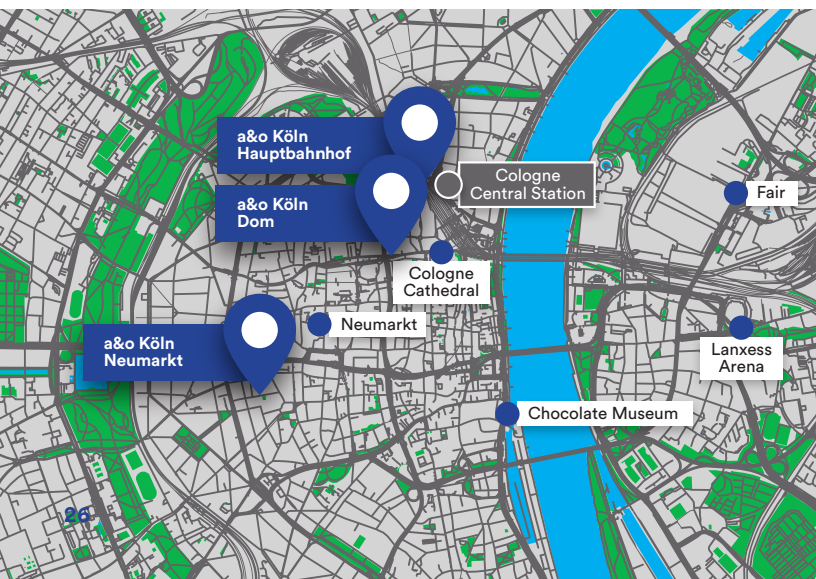 a&o Köln
Hauptbahnhof
Cologne
Central Station
Fair
a&o Köln
Dom
Cologne
Cathedral
Neumarkt
a&o Köln
Neumarkt
Lanxess
Arena
Chocolate Museum
26